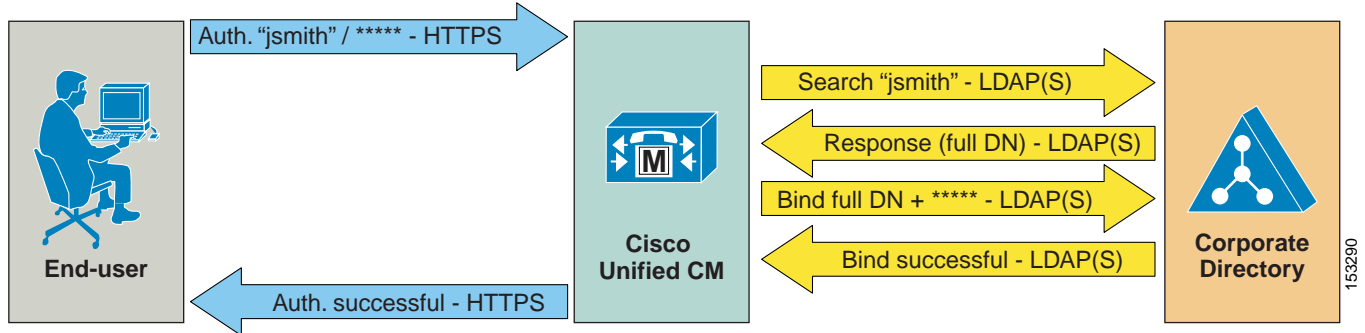 Auth. “jsmith” / ***** - HTTPS
Search “jsmith” - LDAP(S)
Response (full DN) - LDAP(S)
M
Bind full DN + ***** - LDAP(S)
End-user
Cisco
Unified CM
Bind successful - LDAP(S)
Corporate
Directory
Auth. successful - HTTPS
153290